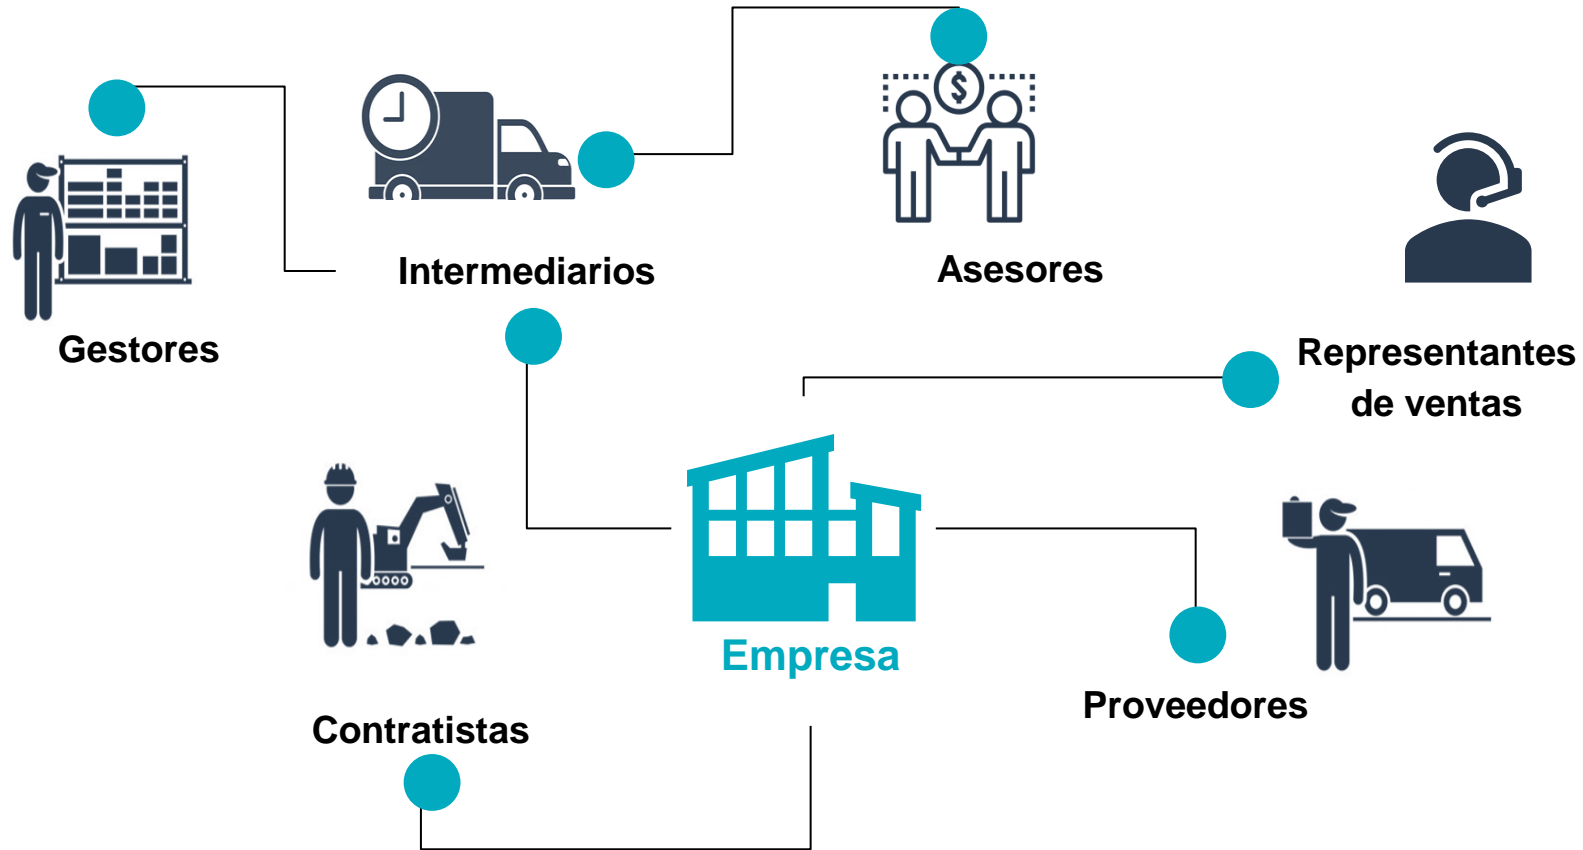 Intermediarios
Asesores
Gestores
Representantes
de ventas
Empresa
Proveedores
Contratistas
$